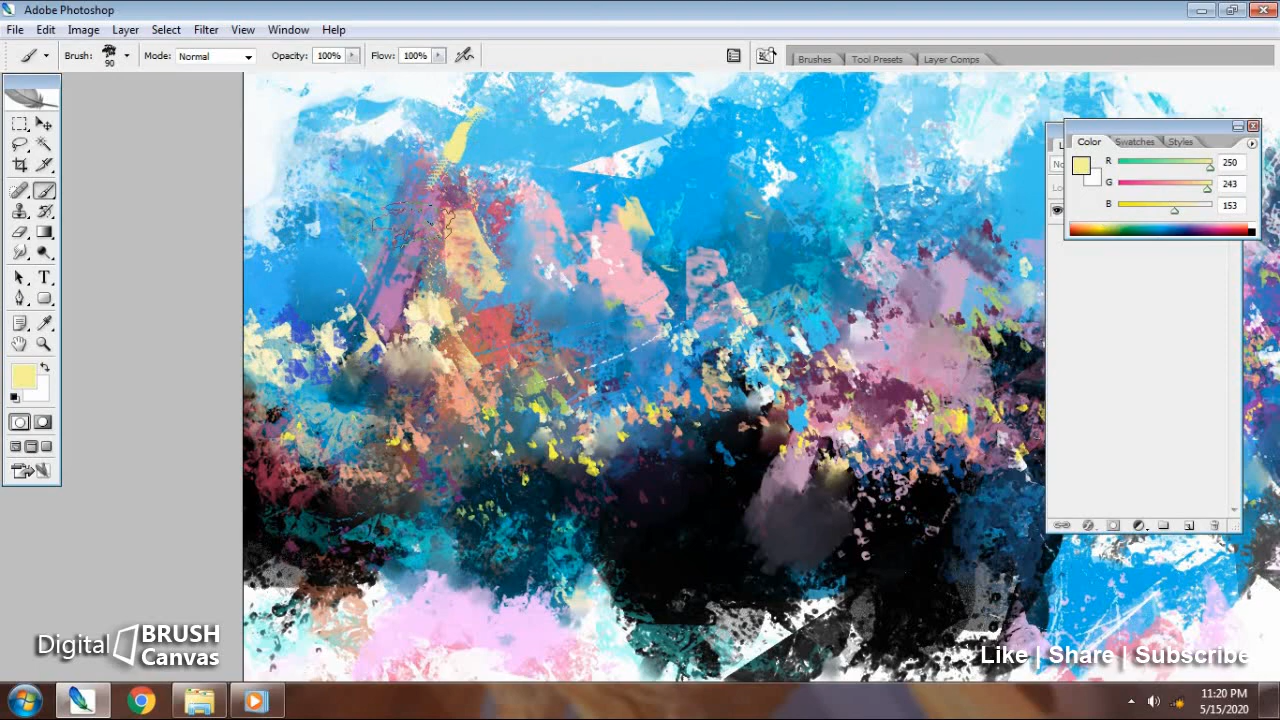 Adobe Photoshop
File Edit Image Layer Select Filter View Window Help
Brush: 90 Mode: Normal Opacity: 100% Flow: 100%
Brushes Tool Presets Layer Comps
Color Swatches Styles
R 250
G 243
B 153
Digital BRUSH
Canvas
Like | Share | Subscribe
11:20 PM
5/15/2020